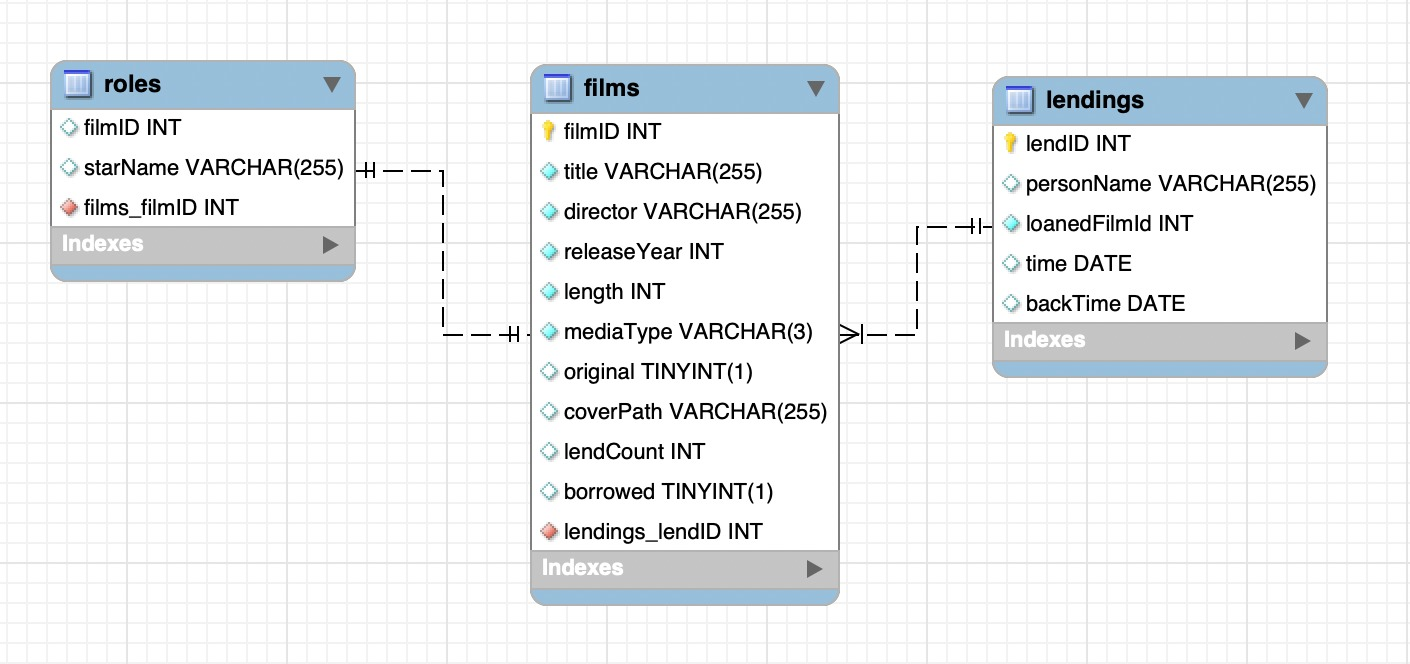 roles
filmID INT
starName VARCHAR(255)
films_filmID INT
Indexes
films
filmID INT
title VARCHAR(255)
director VARCHAR(255)
releaseYear INT
length INT
mediaType VARCHAR(3)
original TINYINT(1)
coverPath VARCHAR(255)
lendCount INT
borrowed TINYINT(1)
lendings_lendID INT
Indexes
lendings
lendID INT
personName VARCHAR(255)
loanedFilmId INT
time DATE
backTime DATE
Indexes